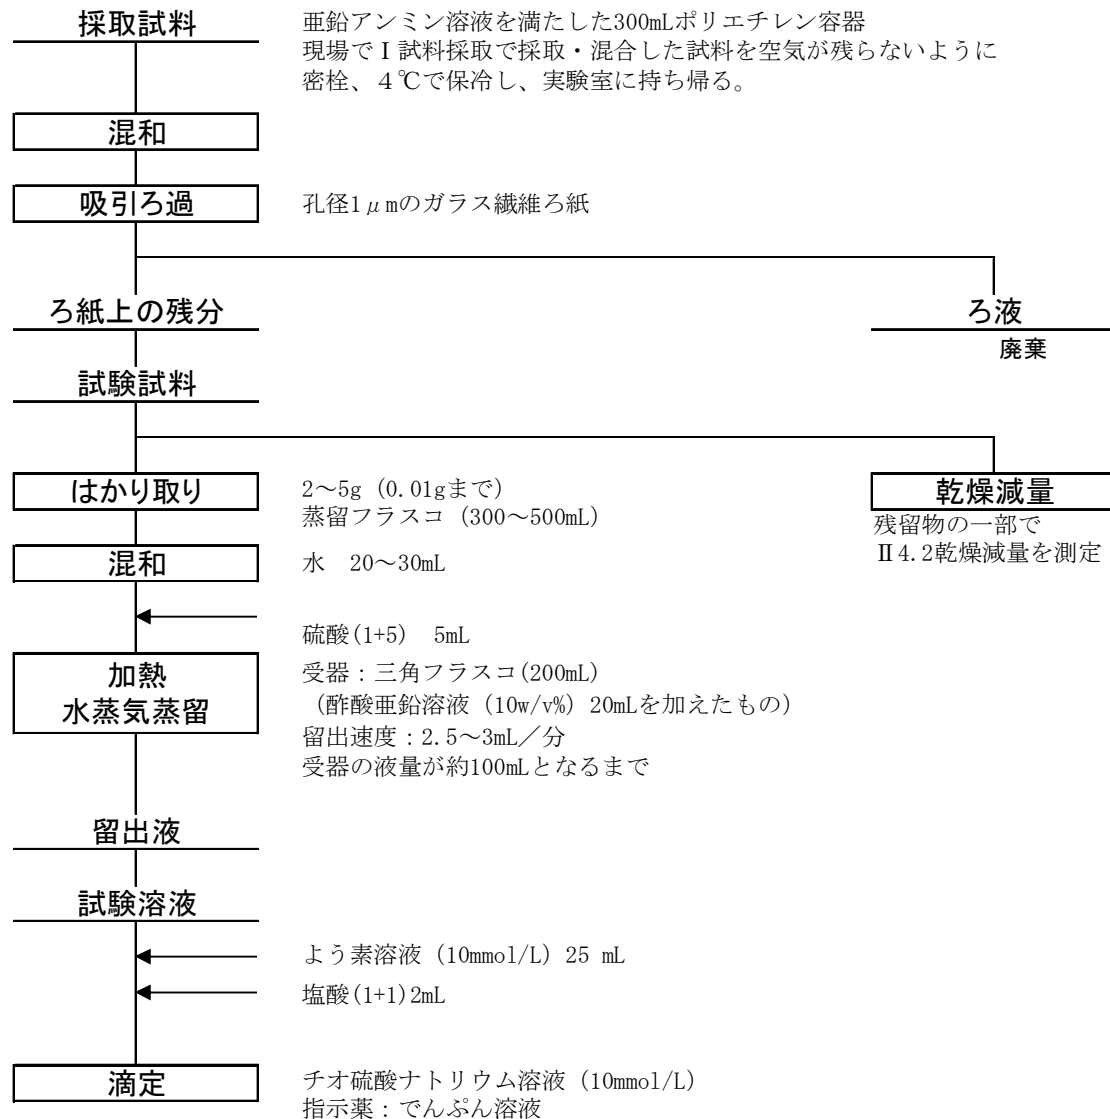 採取試料
亜鉛アンミン溶液を満たした300mLポリエチレン容器
現場でⅠ試料採取で採取・混合した試料を空気が残らないように
密栓、４℃で保冷し、実験室に持ち帰る。
混和
吸引ろ過
孔径1μmのガラス繊維ろ紙
ろ紙上の残分
ろ液
廃棄
試験試料
はかり取り
2～5g (0.01gまで)
蒸留フラスコ (300～500mL)
乾燥減量
残留物の一部で
Ⅱ4.2乾燥減量を測定
混和
水　20～30mL
硫酸(1+5)　5mL
加熱
水蒸気蒸留
受器：三角フラスコ(200mL)
（酢酸亜鉛溶液 (10w/v%) 20mLを加えたもの）
留出速度：2.5～3mL／分
受器の液量が約100mLとなるまで
留出液
試験溶液
よう素溶液 (10mmol/L) 25 mL
塩酸(1+1)2mL
滴定
チオ硫酸ナトリウム溶液 (10mmol/L)
指示薬：でんぷん溶液